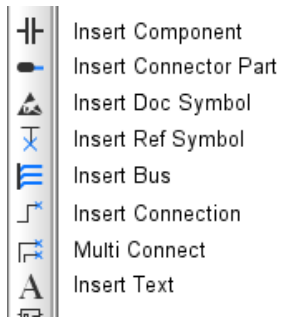 Insert Component
Insert Connector Part
Insert Doc Symbol
Insert Ref Symbol
Insert Bus
Insert Connection
Multi Connect
A Insert Text